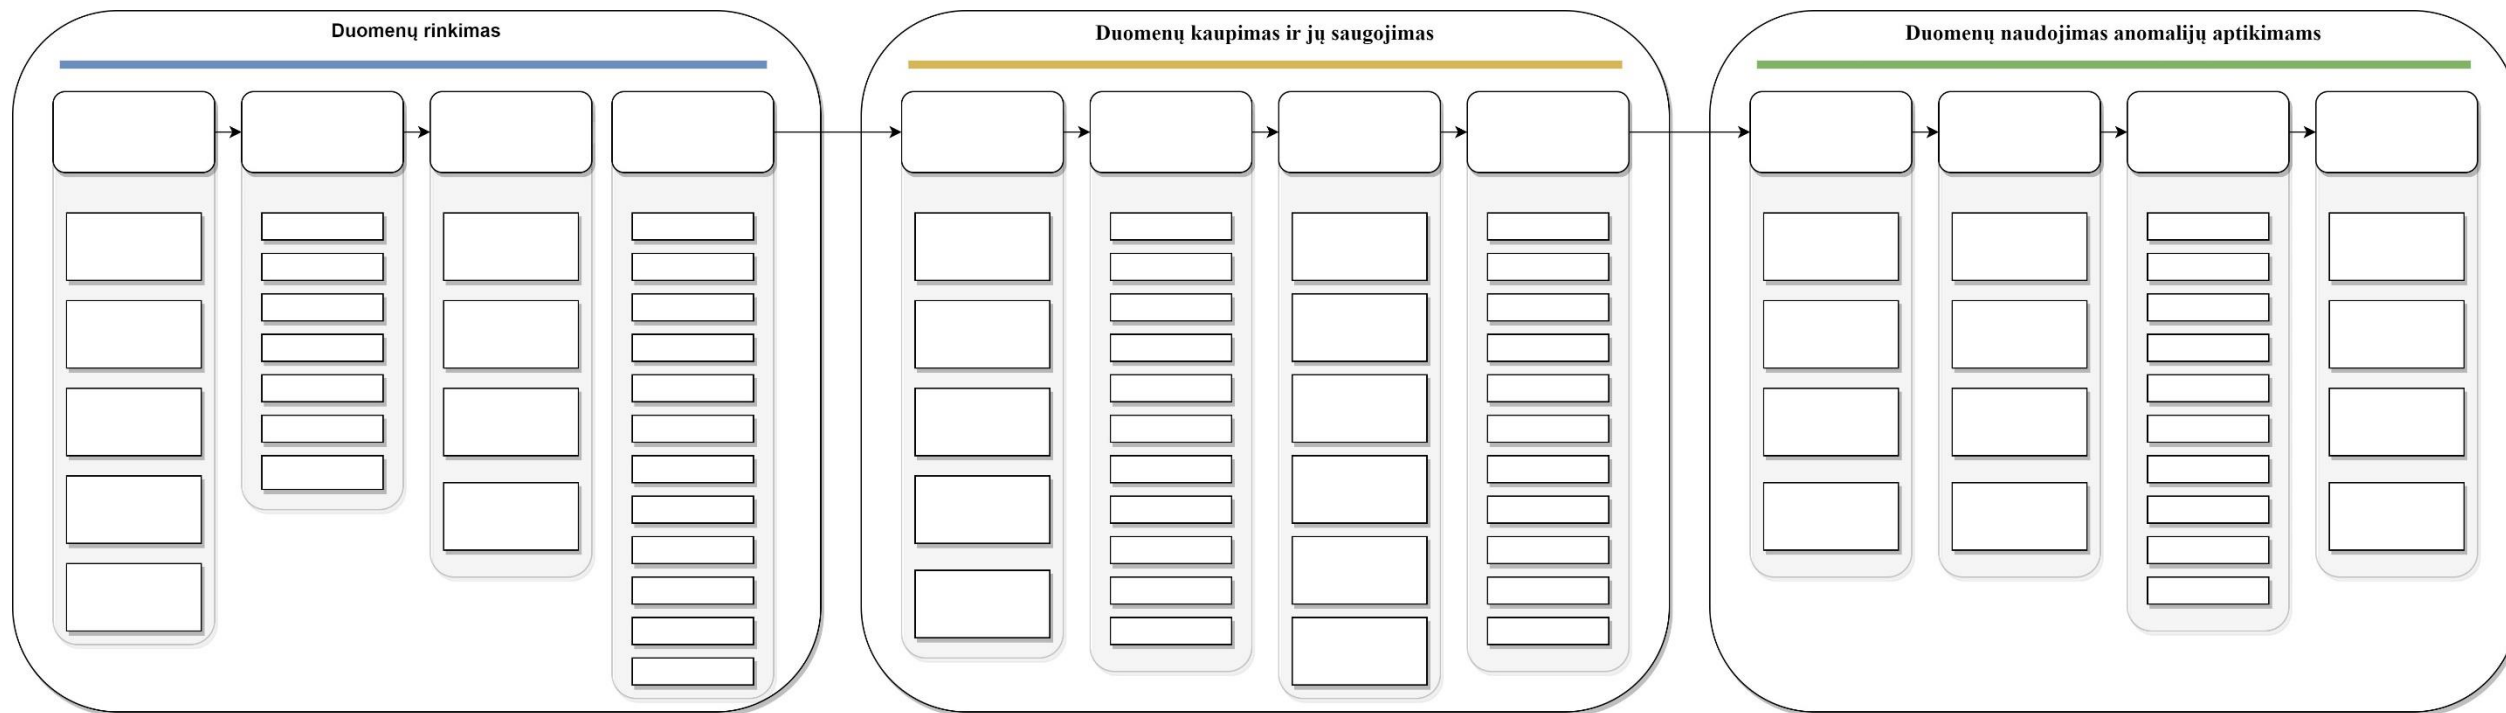 Duomenų rinkimas
Duomenų kaupimas ir jų saugojimas
Duomenų naudojimas anomalijų aptikimams